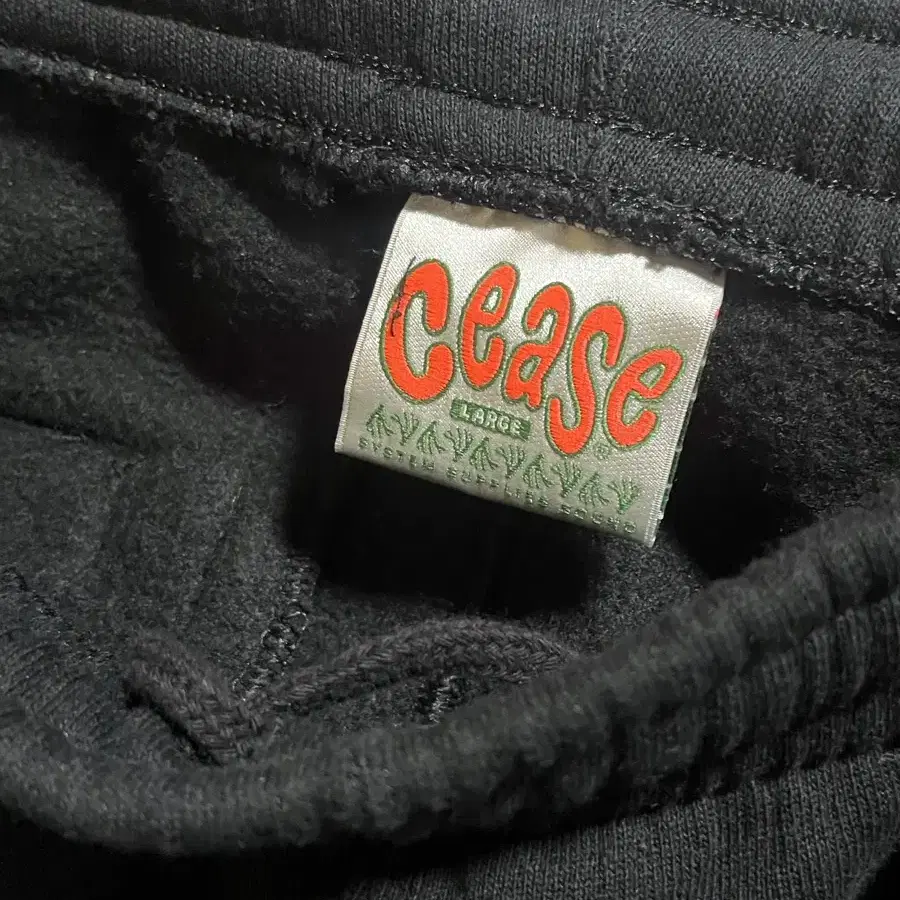 cease
LARGE
®
SYSTEM SUPPLIES SOUND